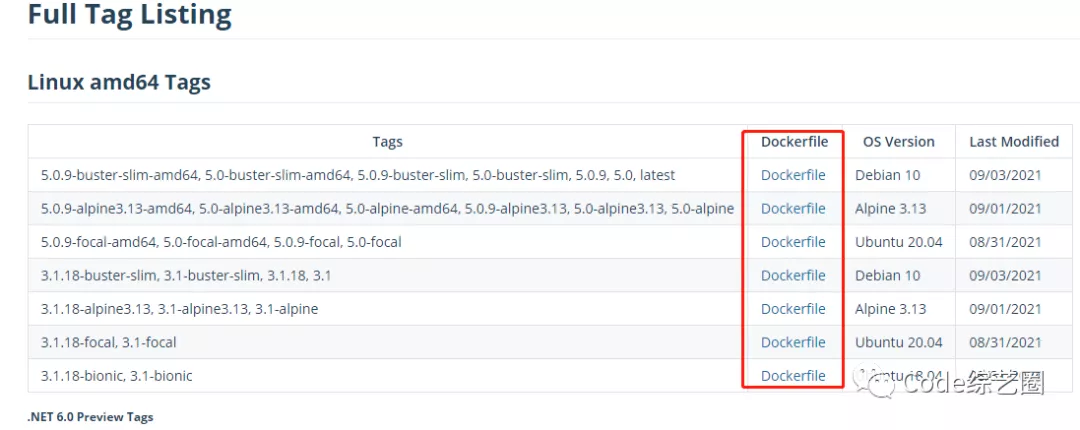 Full Tag Listing
Linux amd64 Tags
Tags Dockerfile OS Version Last Modified
5.0.9-buster-slim-amd64, 5.0-buster-slim-amd64, 5.0.9-buster-slim, 5.0-buster-slim, 5.0.9, 5.0, latest Dockerfile Debian 10 09/03/2021
5.0.9-alpine3.13-amd64, 5.0-alpine3.13-amd64, 5.0-alpine-amd64, 5.0.9-alpine3.13, 5.0-alpine3.13, 5.0-alpine Dockerfile Alpine 3.13 09/01/2021
5.0.9-focal-amd64, 5.0-focal-amd64, 5.0.9-focal, 5.0-focal Dockerfile Ubuntu 20.04 08/31/2021
3.1.18-buster-slim, 3.1-buster-slim, 3.1.18, 3.1 Dockerfile Debian 10 09/03/2021
3.1.18-alpine3.13, 3.1-alpine3.13, 3.1-alpine Dockerfile Alpine 3.13 09/01/2021
3.1.18-focal, 3.1-focal Dockerfile Ubuntu 20.04 08/31/2021
3.1.18-bionic, 3.1-bionic Dockerfile Ubuntu 18.04
Code综艺圈
.NET 6.0 Preview Tags